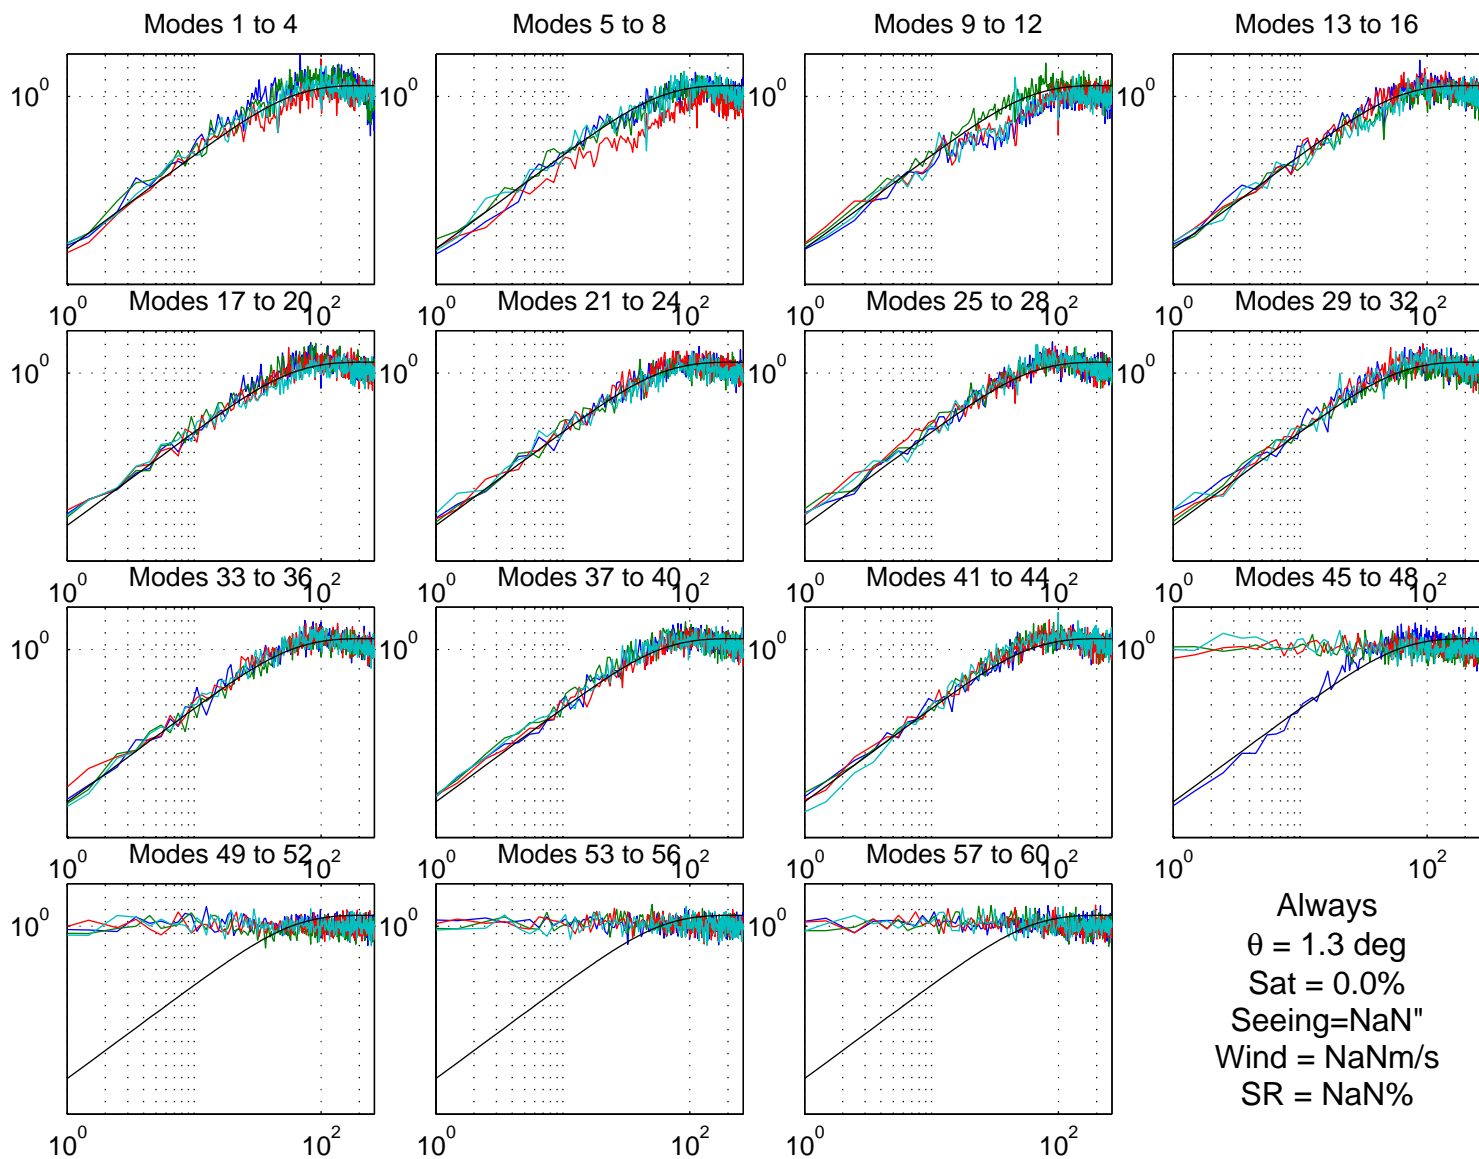 Modes 1 to 4
Modes 5 to 8
Modes 9 to 12
Modes 13 to 16
10^0
10^0
10^0
10^0
10^0
10^2
10^0
10^2
10^0
10^2
10^0
10^2
Modes 17 to 20
Modes 21 to 24
Modes 25 to 28
Modes 29 to 32
10^0
10^0
10^0
10^0
10^0
10^2
10^0
10^2
10^0
10^2
10^0
10^2
Modes 33 to 36
Modes 37 to 40
Modes 41 to 44
Modes 45 to 48
10^0
10^0
10^0
10^0
10^0
10^2
10^0
10^2
10^0
10^2
10^0
10^2
Modes 49 to 52
Modes 53 to 56
Modes 57 to 60
10^0
10^0
10^0
10^0
10^2
10^0
10^2
10^0
10^2
Always
θ = 1.3 deg
Sat = 0.0%
Seeing=NaN"
Wind = NaNm/s
SR = NaN%